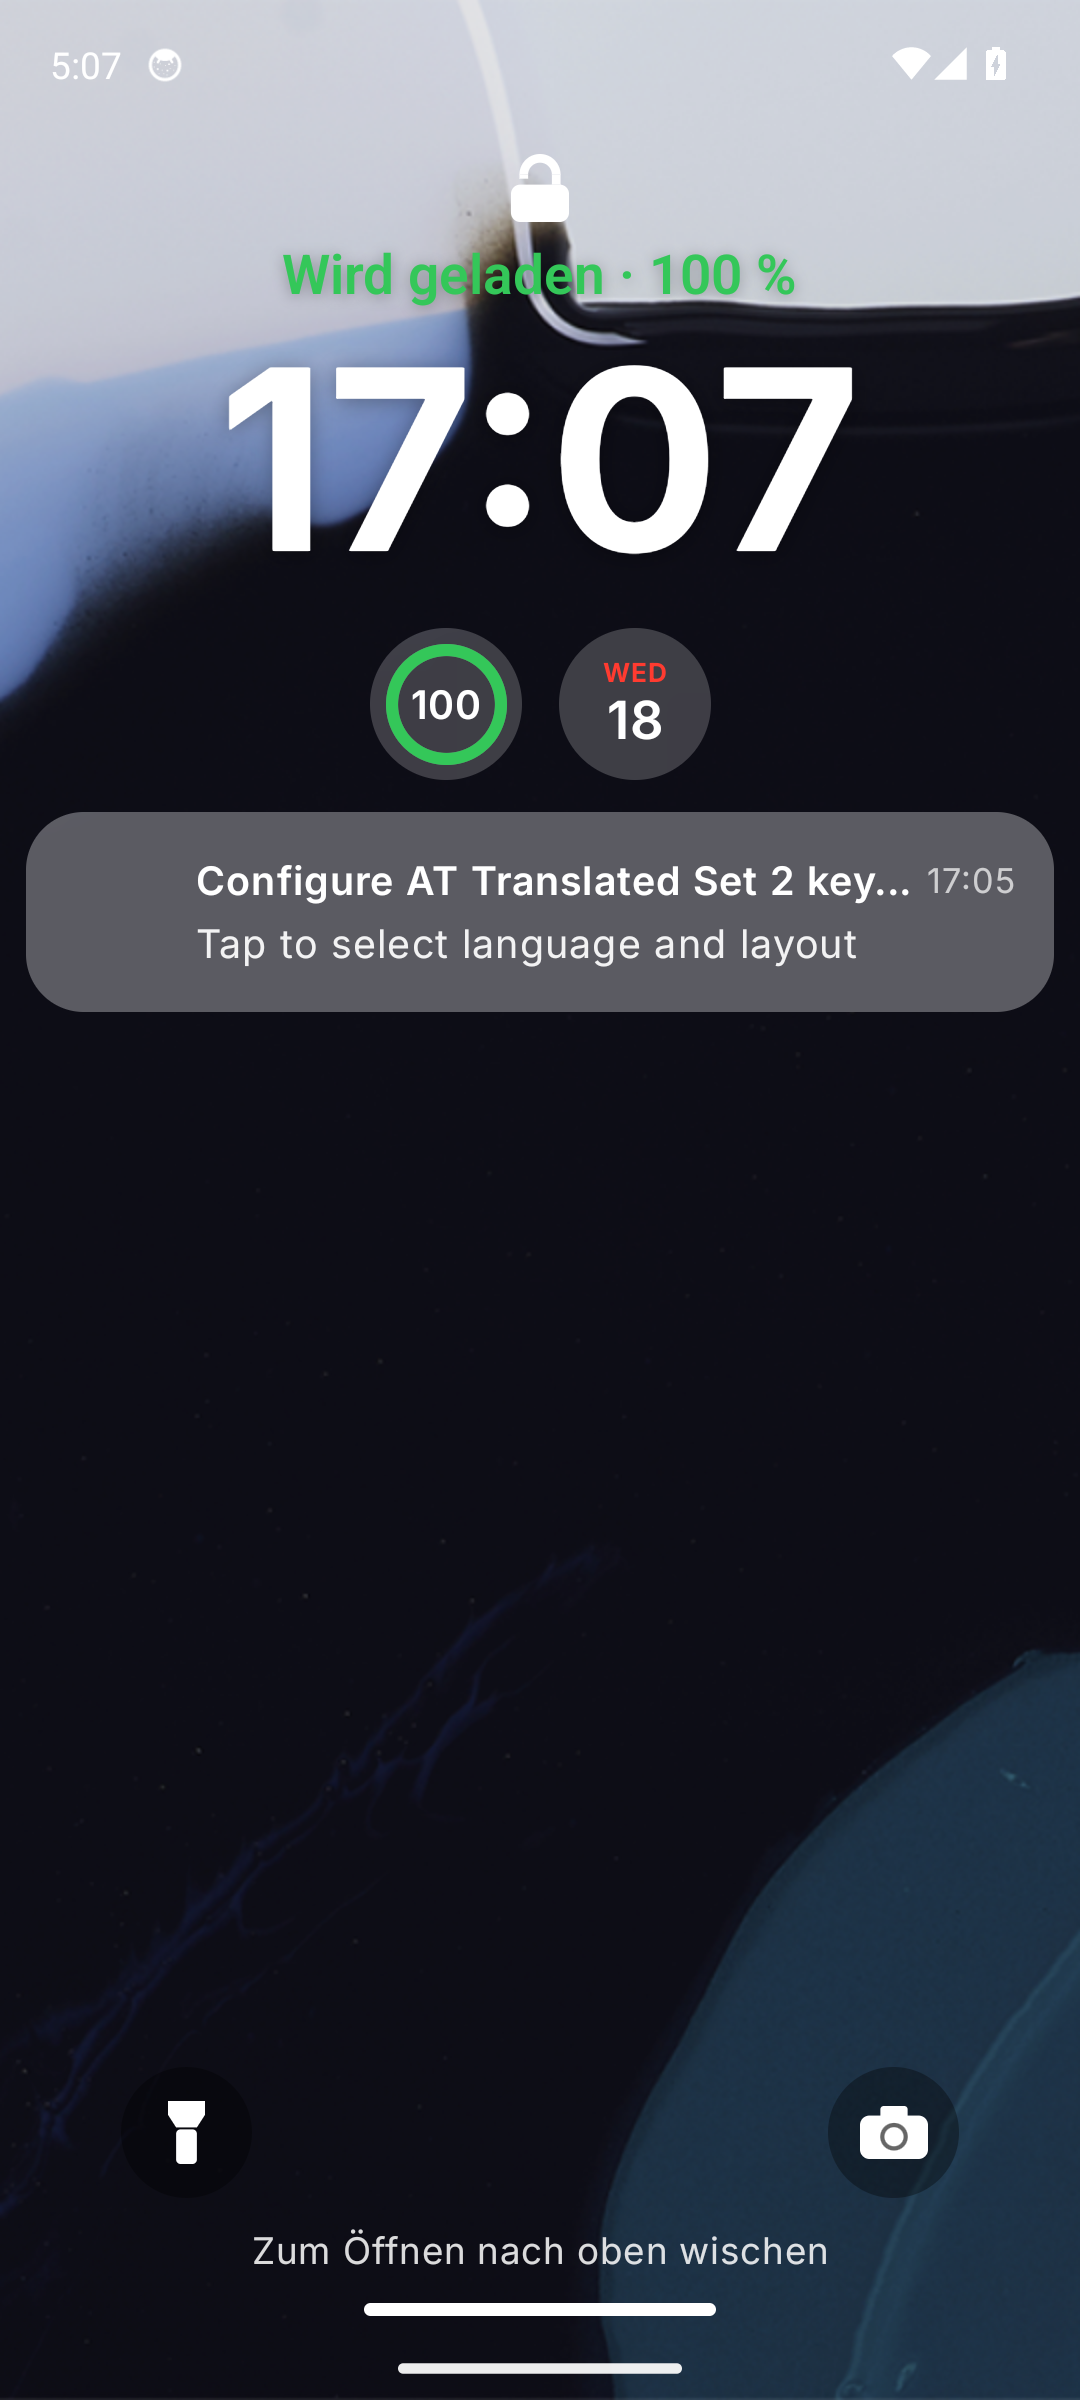 5:07
Wird geladen · 100 %
17:07
100
WED
18
Configure AT Translated Set 2 key... 17:05
Tap to select language and layout
Zum Öffnen nach oben wischen